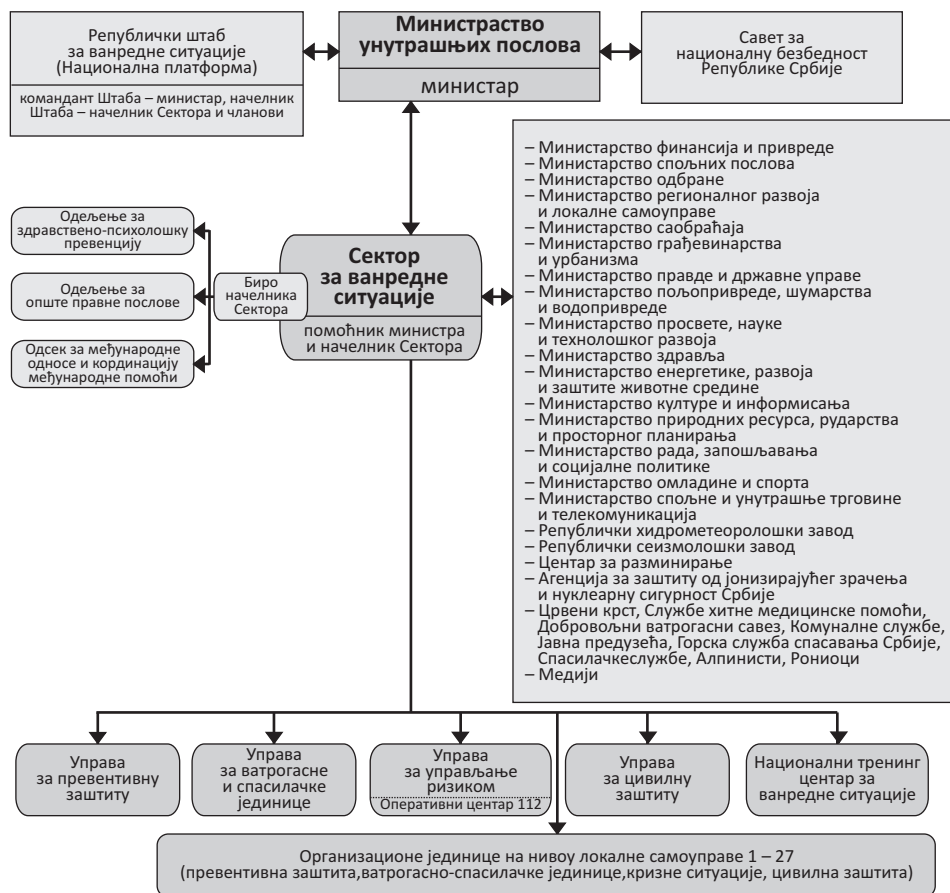 Републички штаб
за ванредне ситуације
(Национална платформа)
командант Штаба – министар, начелник
Штаба – начелник Сектора и чланови
Министраство
унутрашњих послова
министар
Савет за
националну безбедност
Републике Србије
– Министарство финансија и привреде
– Министарство спољних послова
– Министарство одбране
– Министарство регионалног развоја
и локалне самоуправе
– Министарство саобраћаја
– Министарство грађевинарства
и урбанизма
– Министарство правде и државне управе
– Министарство пољопривреде, шумарства
и водопривреде
– Министарство просвете, науке
и технолошког развоја
– Министарство здравља
– Министарство енергетике, развоја
и заштите животне средине
– Министарство културе и информисања
– Министарство природних ресурса, рударства
и просторног планирања
– Министарство рада, запошљавања
и социјалне политике
– Министарство омладине и спорта
– Министарство спољне и унутрашње трговине
и телекомуникација
– Републички хидрометеоролошки завод
– Републички сеизмолошки завод
– Центар за разминирање
– Агенција за заштиту од јонизирајућег зрачења
и нуклеарну сигурност Србије
– Црвени крст, Службе хитне медицинске помоћи,
Добровољни ватрогасни савез, Комуналне службе,
Јавна предузећа, Горска служба спасавања Србије,
Спасилачкеслужбе, Алпинисти, Рониоци
– Медији
Одељење за
здравствено-психолошку
превенцију
Одељење за
опште правне послове
Одсек за међународне
односе и кординацију
међународне помоћи
Биро
начелника
Сектора
Сектор
за ванредне
ситуације
помоћник министра
и начелник Сектора
Управа
за превентивну
заштиту
Управа
за ватрогасне
и спасилачке
јединице
Управа
за управљање
ризиком
Оперативни центар 112
Управа
за цивилну
заштиту
Национални тренинг
центар за
ванредне ситуације
Организационе јединице на нивоу локалне самоуправе 1 – 27
(превентивна заштита,ватрогасно-спасилачке јединице,кризне ситуације, цивилна заштита)